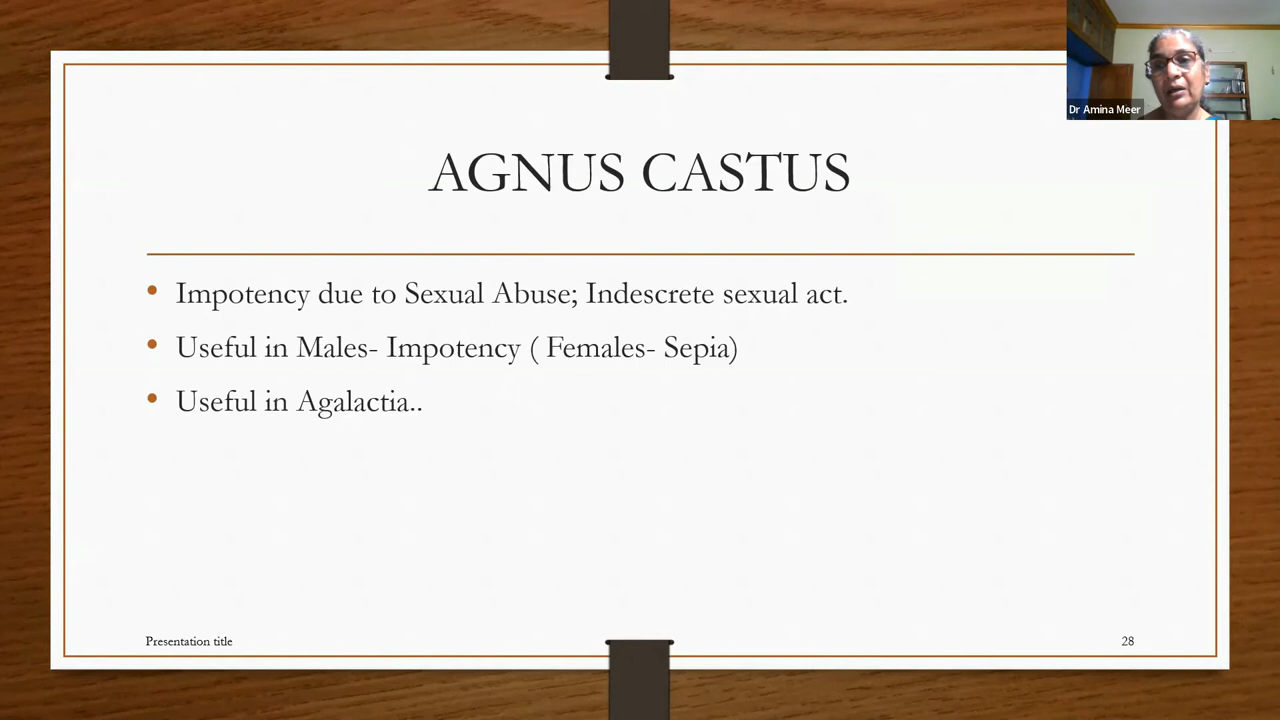 Dr Amina Meer
AGNUS CASTUS
• Impotency due to Sexual Abuse; Indescrete sexual act.
• Useful in Males- Impotency ( Females- Sepia)
• Useful in Agalactia..
Presentation title
28